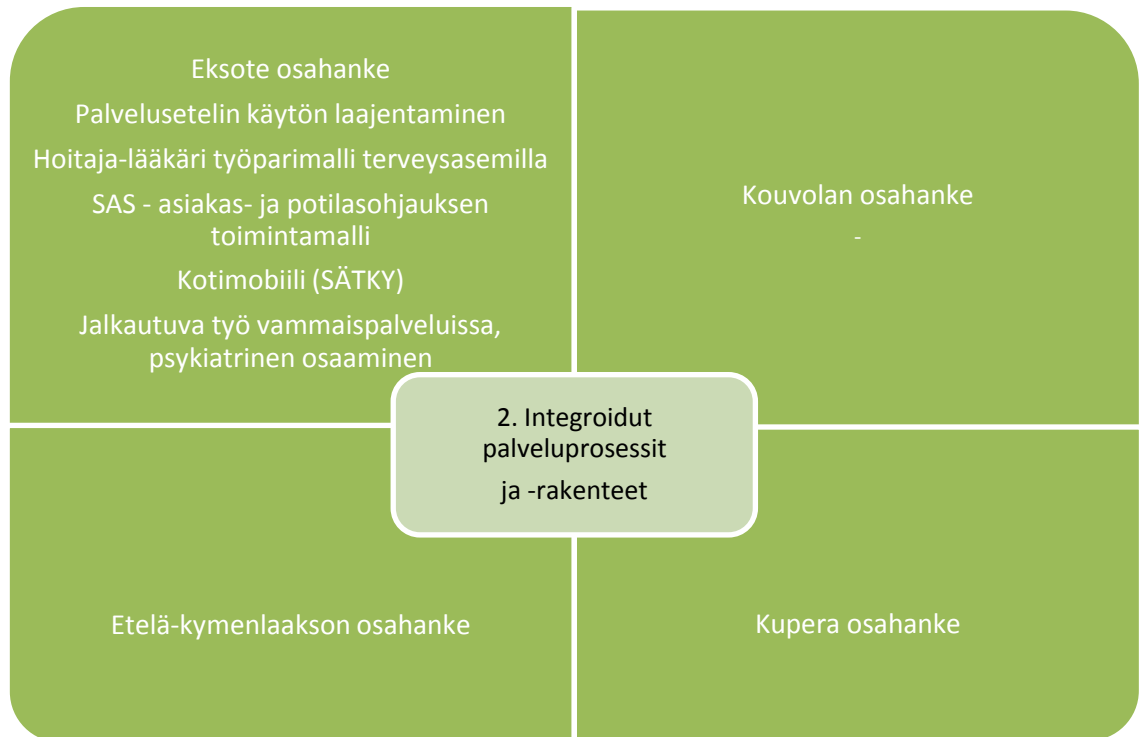 Eksote osahanke
Palvelusetelin käytön laajentaminen
Hoitaja-lääkäri työparimalli terveysasemilla
SAS - asiakas- ja potilasohjauksen
toimintamalli
Kotimobiili (SÄTKY)
Jalkautuva työ vammaispalveluissa,
psykiatrinen osaaminen
Kouvolan osahanke
-
2. Integroidut
palveluprosessit
ja -rakenteet
Etelä-kymenlaakson osahanke
Kupera osahanke